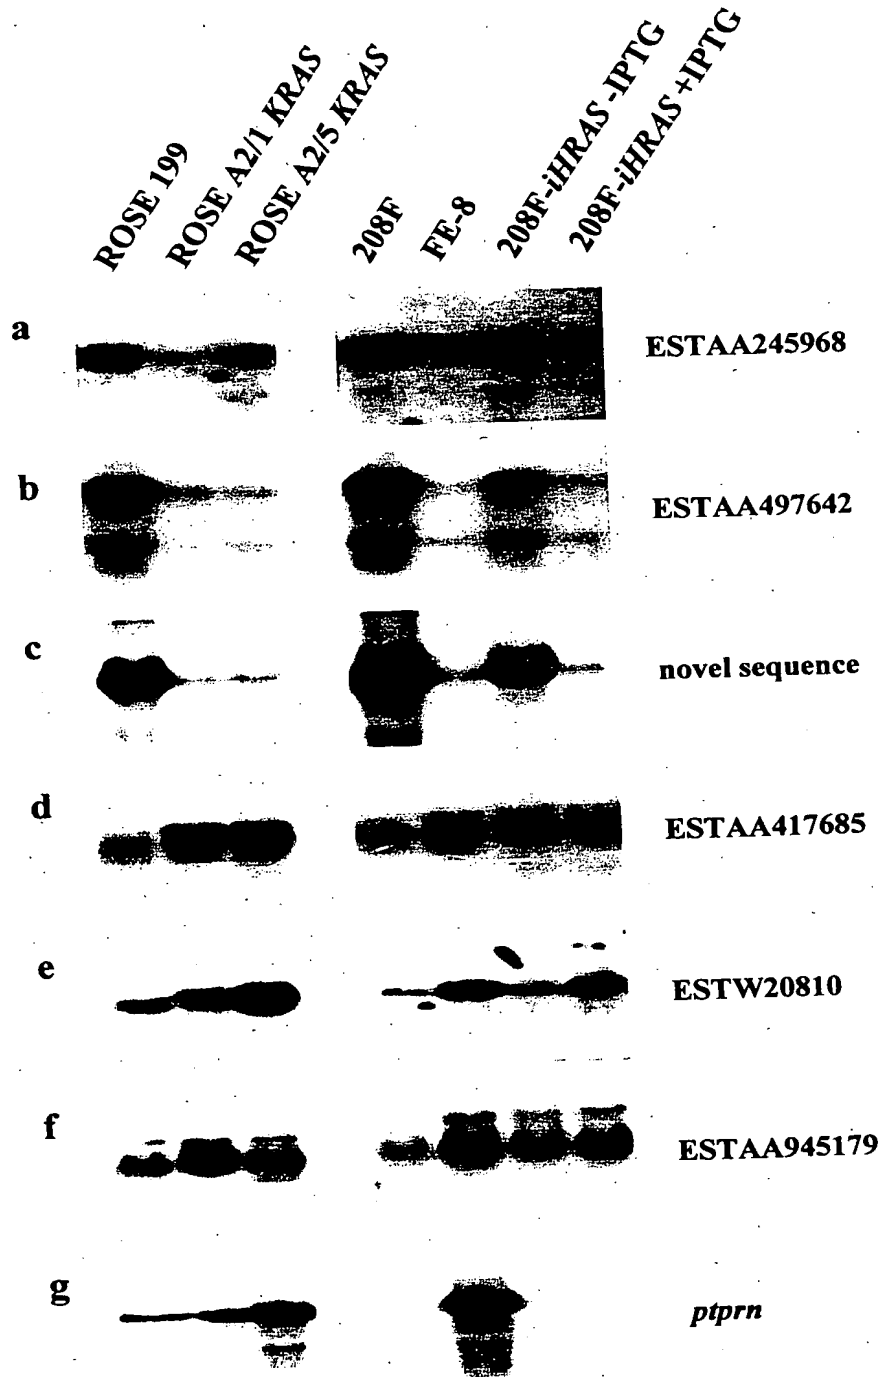 ROSE 199
ROSE A2/1 KRAS
ROSE A2/5 KRAS
208F
FE-8
208F-iHRAS -IPTG
208F-iHRAS +IPTG
a
ESTAA245968
b
ESTAA497642
c
novel sequence
d
ESTAA417685
e
ESTW20810
f
ESTAA945179
g
ptprn